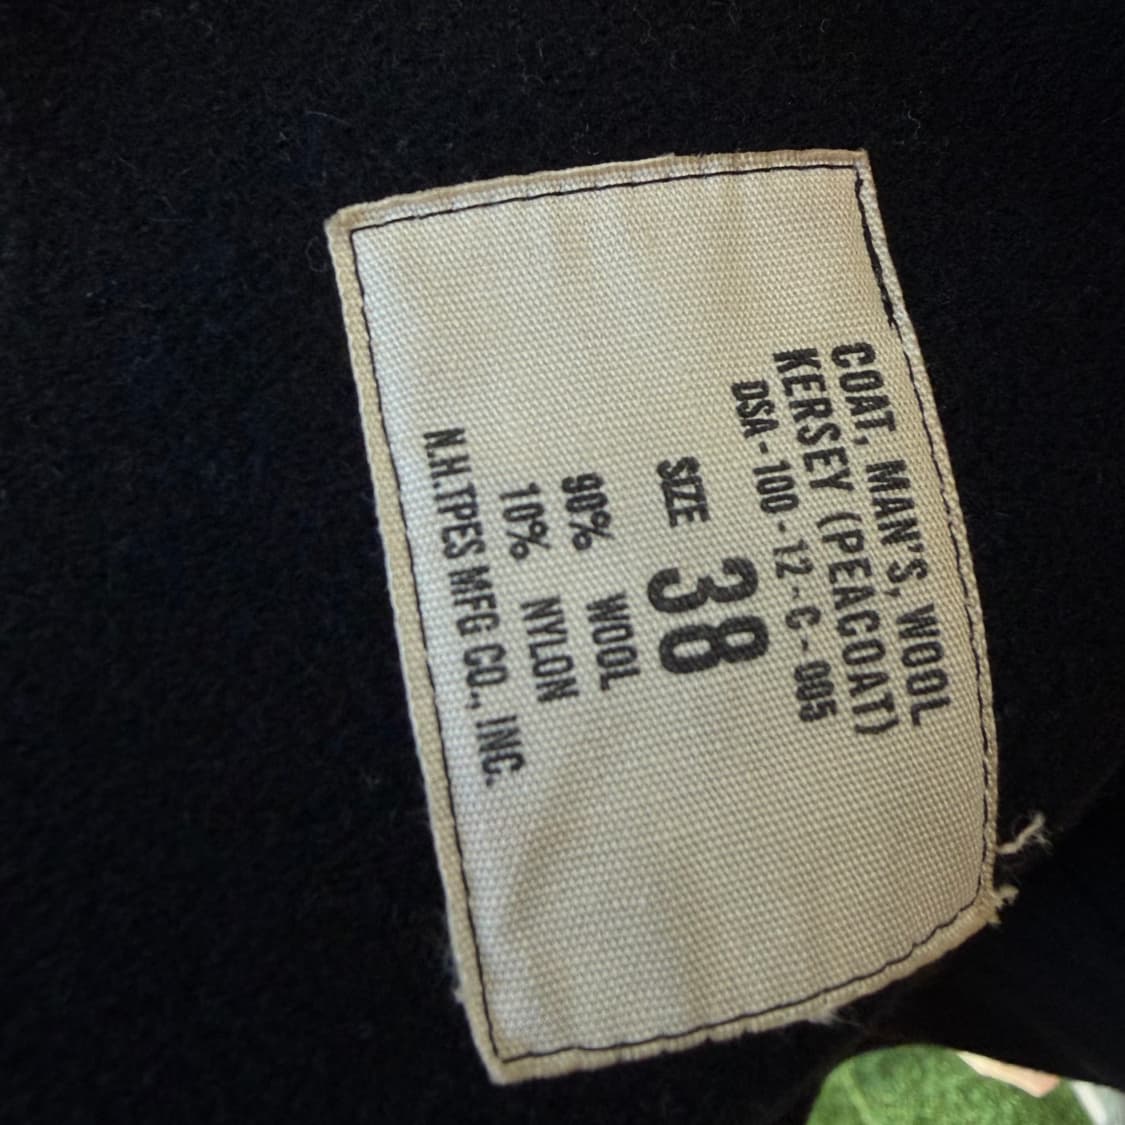 COAT, MAN'S, WOOL
KERSEY (PEACOAT)
DSA - 100 - 12 - C - 005
SIZE 38
90% WOOL
10% NYLON
N.H.TPES MFG CO., INC.